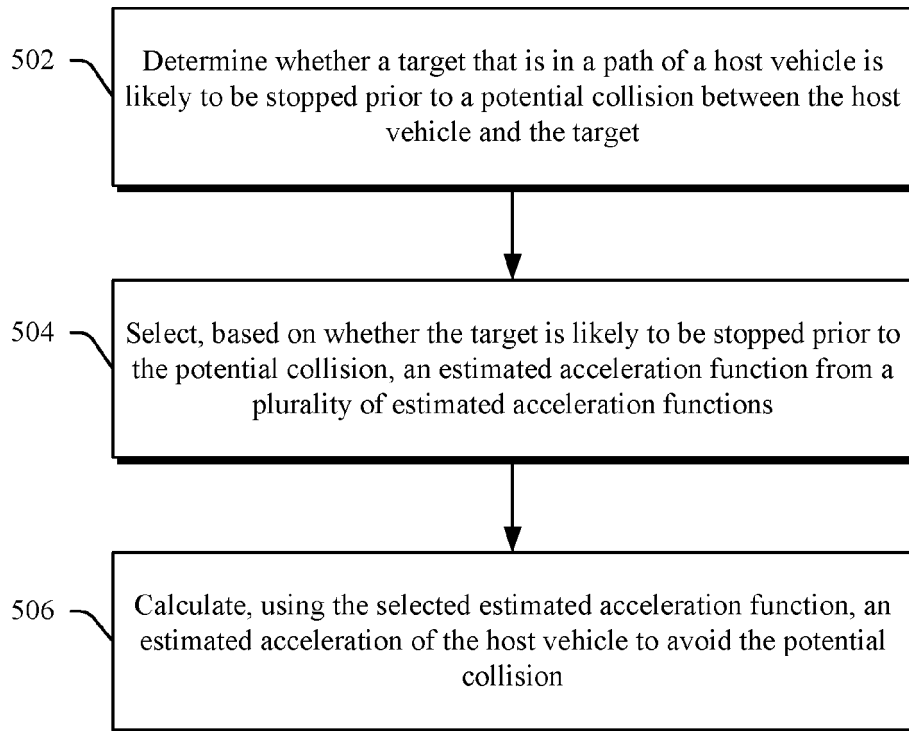 502
Determine whether a target that is in a path of a host vehicle is
likely to be stopped prior to a potential collision between the host
vehicle and the target
504
Select, based on whether the target is likely to be stopped prior to
the potential collision, an estimated acceleration function from a
plurality of estimated acceleration functions
506
Calculate, using the selected estimated acceleration function, an
estimated acceleration of the host vehicle to avoid the potential
collision